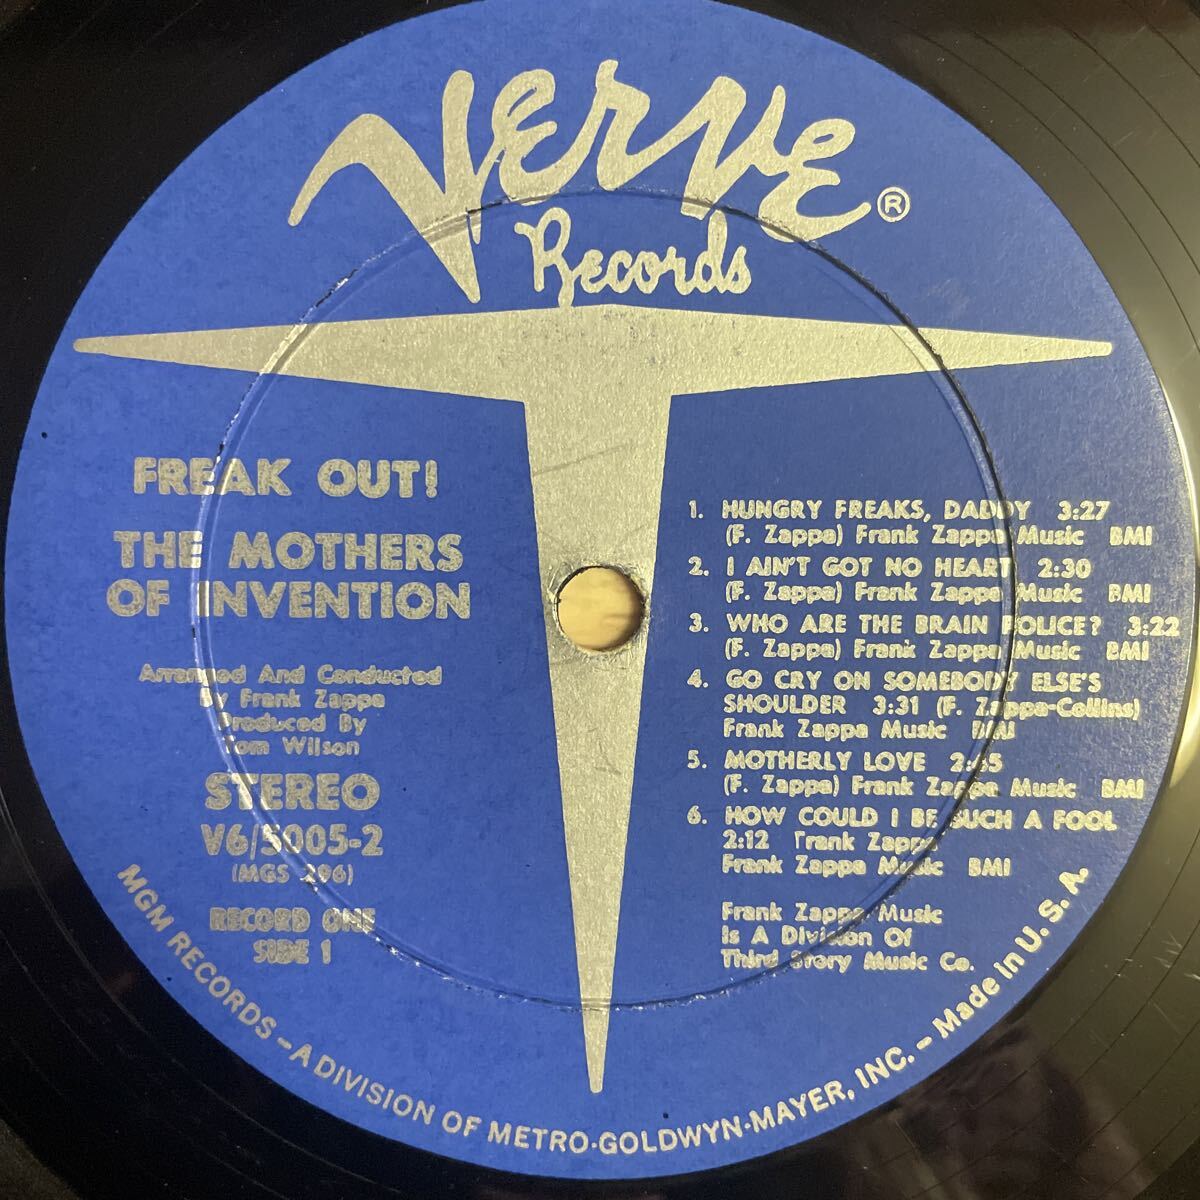 Verve®
Records
FREAK OUT!
THE MOTHERS
OF INVENTION
Arranged And Conducted
By Frank Zappa
Produced By
Tom Wilson
STEREO
V6/5005-2
(MGS 296)
RECORD ONE
SIDE 1
1. HUNGRY FREAKS, DADDY 3:27
(F. Zappa) Frank Zappa Music BMI
2. I AIN'T GOT NO HEART 2:30
(F. Zappa) Frank Zappa Music BMI
3. WHO ARE THE BRAIN POLICE? 3:22
(F. Zappa) Frank Zappa Music BMI
4. GO CRY ON SOMEBODY ELSE'S
SHOULDER 3:31 (F. Zappa-Collins)
Frank Zappa Music BMI
5. MOTHERLY LOVE
(F. Zappa) Frank Zappa Music BMI
6. HOW COULD I BE SUCH A FOOL
2:12 Frank Zappa
Frank Zappa Music BMI
Frank Zappa Music
Is A Division Of
Third Story Music Co.
MGM RECORDS – A DIVISION OF METRO-GOLDWYN-MAYER, INC. – Made in U. S. A.